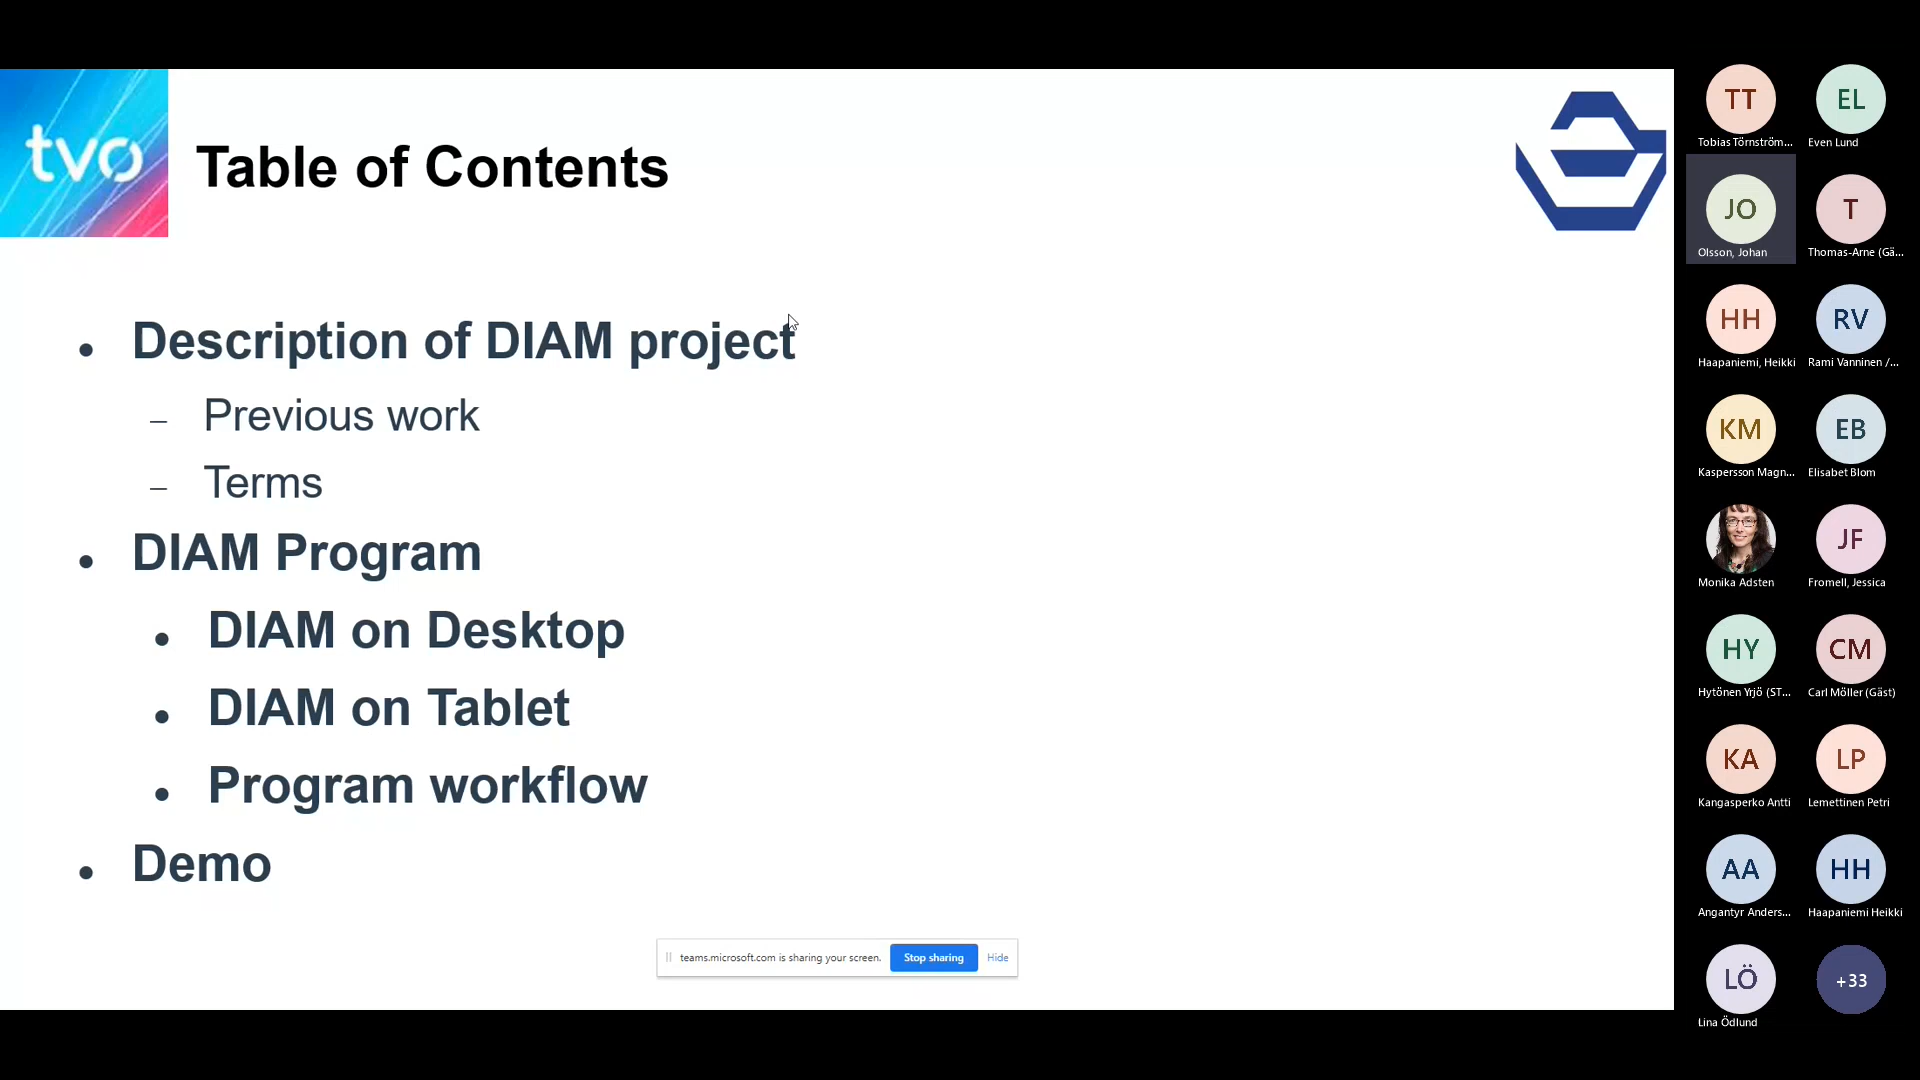 tvo
Table of Contents
Description of DIAM project
Previous work
Terms
DIAM Program
DIAM on Desktop
DIAM on Tablet
Program workflow
Demo
teams.microsoft.com is sharing your screen.
Stop sharing
Hide
TT
Tobias Törnström...
EL
Even Lund
JO
Olsson, Johan
T
Thomas-Arne (Gä...
HH
Haapaniemi, Heikki
RV
Rami Vanninen /...
KM
Kaspersson Magn...
EB
Elisabet Blom
Monika Adsten
JF
Fromell, Jessica
HY
Hytönen Yrjö (ST...
CM
Carl Möller (Gäst)
KA
Kangasperko Antti
LP
Lemettinen Petri
AA
Angantyr Anders...
HH
Haapaniemi Heikki
LÖ
Lina Ödlund
+33